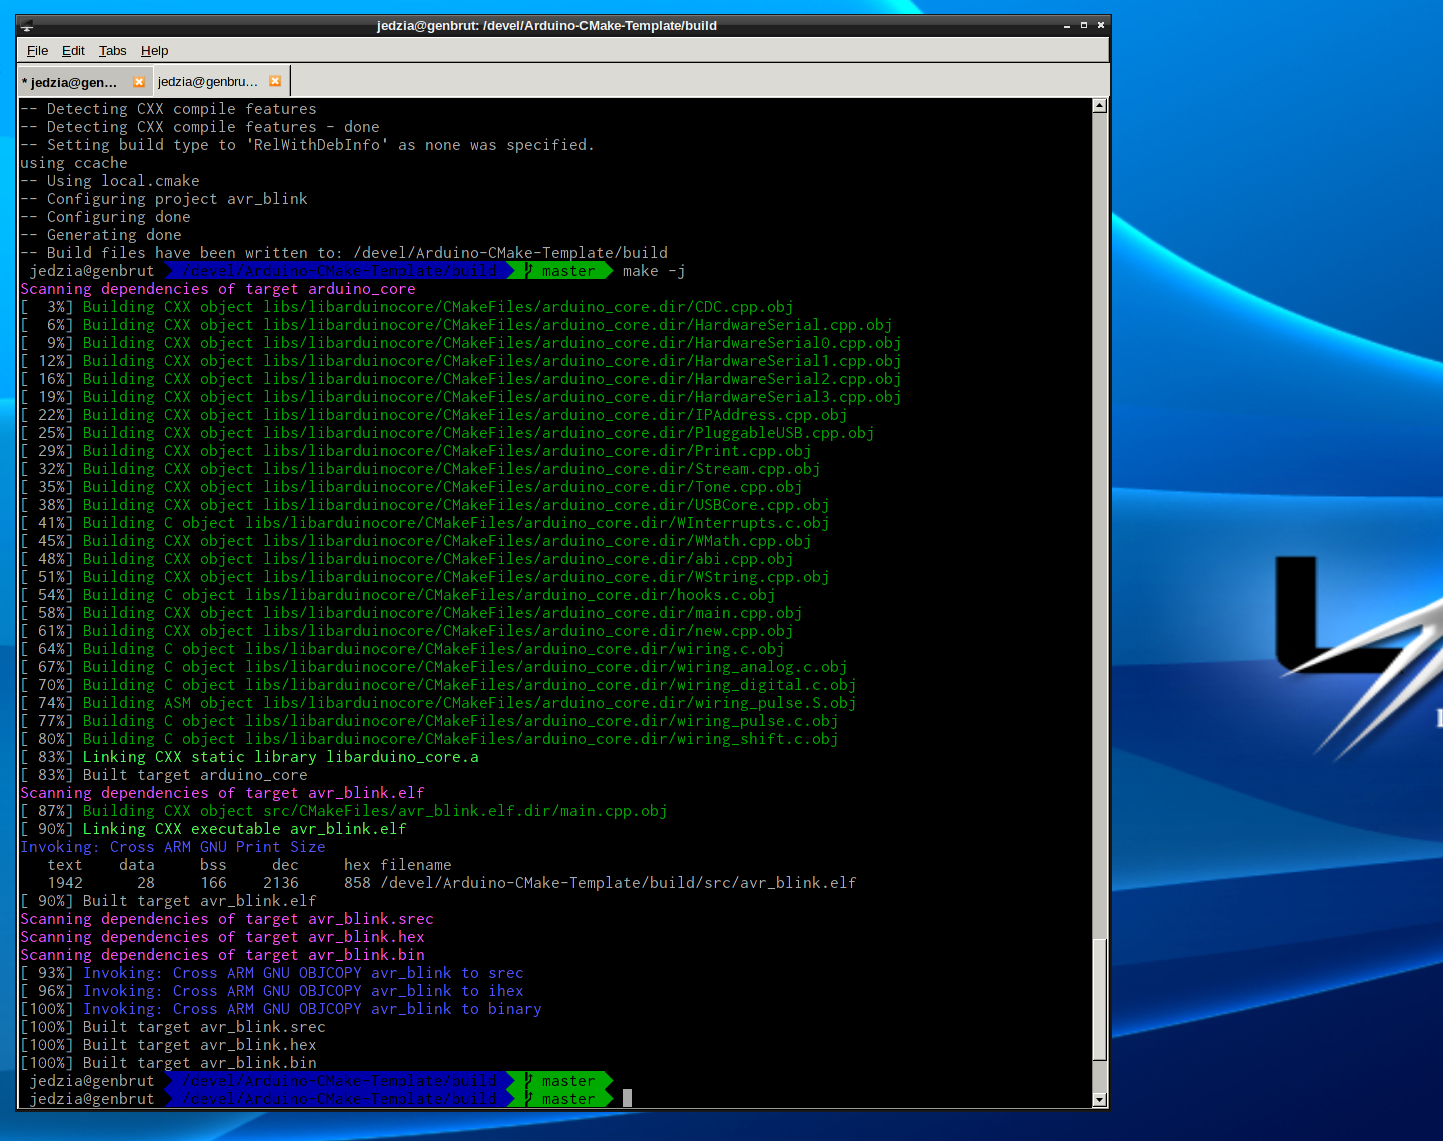 jedzia@genbrut: /devel/Arduino-CMake-Template/build
File Edit Tabs Help
* jedzia@gen... jedzia@genbru...
-- Detecting CXX compile features
-- Detecting CXX compile features - done
-- Setting build type to 'RelWithDebInfo' as none was specified.
using ccache
-- Using local.cmake
-- Configuring project avr_blink
-- Configuring done
-- Generating done
-- Build files have been written to: /devel/Arduino-CMake-Template/build
jedzia@genbrut /devel/Arduino-CMake-Template/build master make -j
Scanning dependencies of target arduino_core
[  3%] Building CXX object libs/libarduinocore/CMakeFiles/arduino_core.dir/CDC.cpp.obj
[  6%] Building CXX object libs/libarduinocore/CMakeFiles/arduino_core.dir/HardwareSerial.cpp.obj
[  9%] Building CXX object libs/libarduinocore/CMakeFiles/arduino_core.dir/HardwareSerial0.cpp.obj
[ 12%] Building CXX object libs/libarduinocore/CMakeFiles/arduino_core.dir/HardwareSerial1.cpp.obj
[ 16%] Building CXX object libs/libarduinocore/CMakeFiles/arduino_core.dir/HardwareSerial2.cpp.obj
[ 19%] Building CXX object libs/libarduinocore/CMakeFiles/arduino_core.dir/HardwareSerial3.cpp.obj
[ 22%] Building CXX object libs/libarduinocore/CMakeFiles/arduino_core.dir/IPAddress.cpp.obj
[ 25%] Building CXX object libs/libarduinocore/CMakeFiles/arduino_core.dir/PluggableUSB.cpp.obj
[ 29%] Building CXX object libs/libarduinocore/CMakeFiles/arduino_core.dir/Print.cpp.obj
[ 32%] Building CXX object libs/libarduinocore/CMakeFiles/arduino_core.dir/Stream.cpp.obj
[ 35%] Building CXX object libs/libarduinocore/CMakeFiles/arduino_core.dir/Tone.cpp.obj
[ 38%] Building CXX object libs/libarduinocore/CMakeFiles/arduino_core.dir/USBCore.cpp.obj
[ 41%] Building C object libs/libarduinocore/CMakeFiles/arduino_core.dir/WInterrupts.c.obj
[ 45%] Building CXX object libs/libarduinocore/CMakeFiles/arduino_core.dir/WMath.cpp.obj
[ 48%] Building CXX object libs/libarduinocore/CMakeFiles/arduino_core.dir/abi.cpp.obj
[ 51%] Building CXX object libs/libarduinocore/CMakeFiles/arduino_core.dir/WString.cpp.obj
[ 54%] Building C object libs/libarduinocore/CMakeFiles/arduino_core.dir/hooks.c.obj
[ 58%] Building CXX object libs/libarduinocore/CMakeFiles/arduino_core.dir/main.cpp.obj
[ 61%] Building CXX object libs/libarduinocore/CMakeFiles/arduino_core.dir/new.cpp.obj
[ 64%] Building C object libs/libarduinocore/CMakeFiles/arduino_core.dir/wiring.c.obj
[ 67%] Building C object libs/libarduinocore/CMakeFiles/arduino_core.dir/wiring_analog.c.obj
[ 70%] Building C object libs/libarduinocore/CMakeFiles/arduino_core.dir/wiring_digital.c.obj
[ 74%] Building ASM object libs/libarduinocore/CMakeFiles/arduino_core.dir/wiring_pulse.S.obj
[ 77%] Building C object libs/libarduinocore/CMakeFiles/arduino_core.dir/wiring_pulse.c.obj
[ 80%] Building C object libs/libarduinocore/CMakeFiles/arduino_core.dir/wiring_shift.c.obj
[ 83%] Linking CXX static library libarduino_core.a
[ 83%] Built target arduino_core
Scanning dependencies of target avr_blink.elf
[ 87%] Building CXX object src/CMakeFiles/avr_blink.elf.dir/main.cpp.obj
[ 90%] Linking CXX executable avr_blink.elf
Invoking: Cross ARM GNU Print Size
text data bss dec hex filename
1942 28 166 2136 858 /devel/Arduino-CMake-Template/build/src/avr_blink.elf
[ 90%] Built target avr_blink.elf
Scanning dependencies of target avr_blink.srec
Scanning dependencies of target avr_blink.hex
Scanning dependencies of target avr_blink.bin
[ 93%] Invoking: Cross ARM GNU OBJCOPY avr_blink to srec
[ 96%] Invoking: Cross ARM GNU OBJCOPY avr_blink to ihex
[100%] Invoking: Cross ARM GNU OBJCOPY avr_blink to binary
[100%] Built target avr_blink.srec
[100%] Built target avr_blink.hex
[100%] Built target avr_blink.bin
jedzia@genbrut /devel/Arduino-CMake-Template/build master
jedzia@genbrut /devel/Arduino-CMake-Template/build master